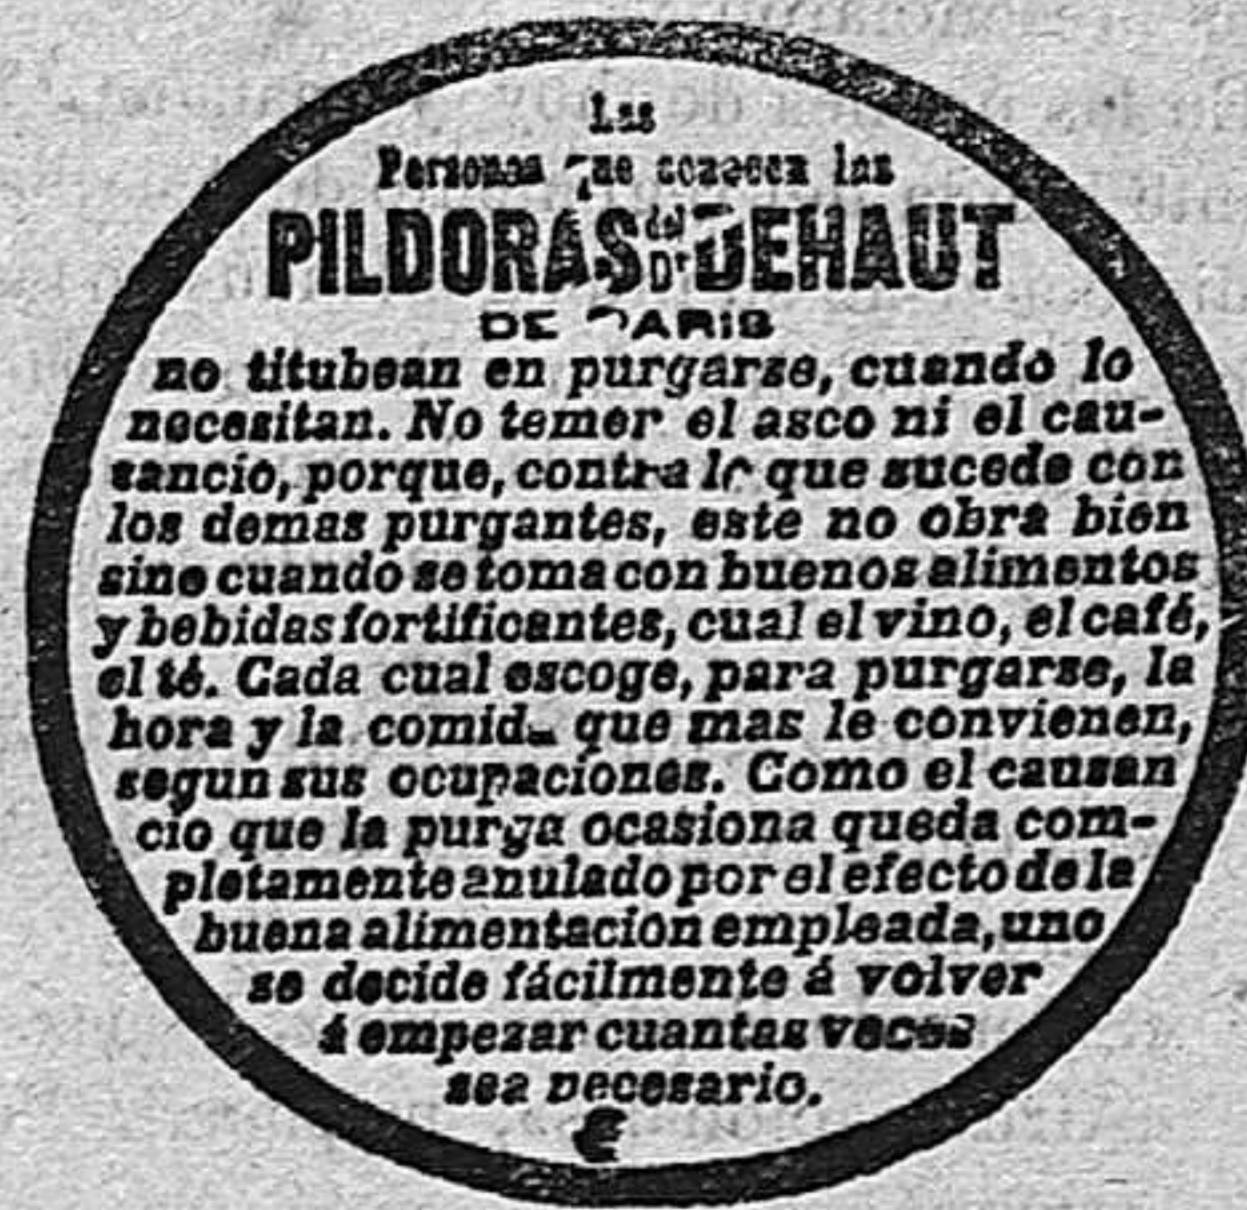 Las
Personas que conocen las
PILDORAS del Dr DEHAUT
DE PARIS
no titubean en purgarse, cuando lo
necesitan. No temer el asco ni el cau-
sancio, porque, contra lo que sucede con
los demas purgantes, este no obra bien
sino cuando se toma con buenos alimentos
y bebidas fortificantes, cual el vino, el café,
el té. Cada cual escoge, para purgarse, la
hora y la comida que mas le convienen,
segun sus ocupaciones. Como el causan
cio que la purga ocasiona queda com-
pletamente anulado por el efecto de la
buena alimentacion empleada, uno
se decide fácilmente á volver
á empezar cuantas veces
sea necesario.